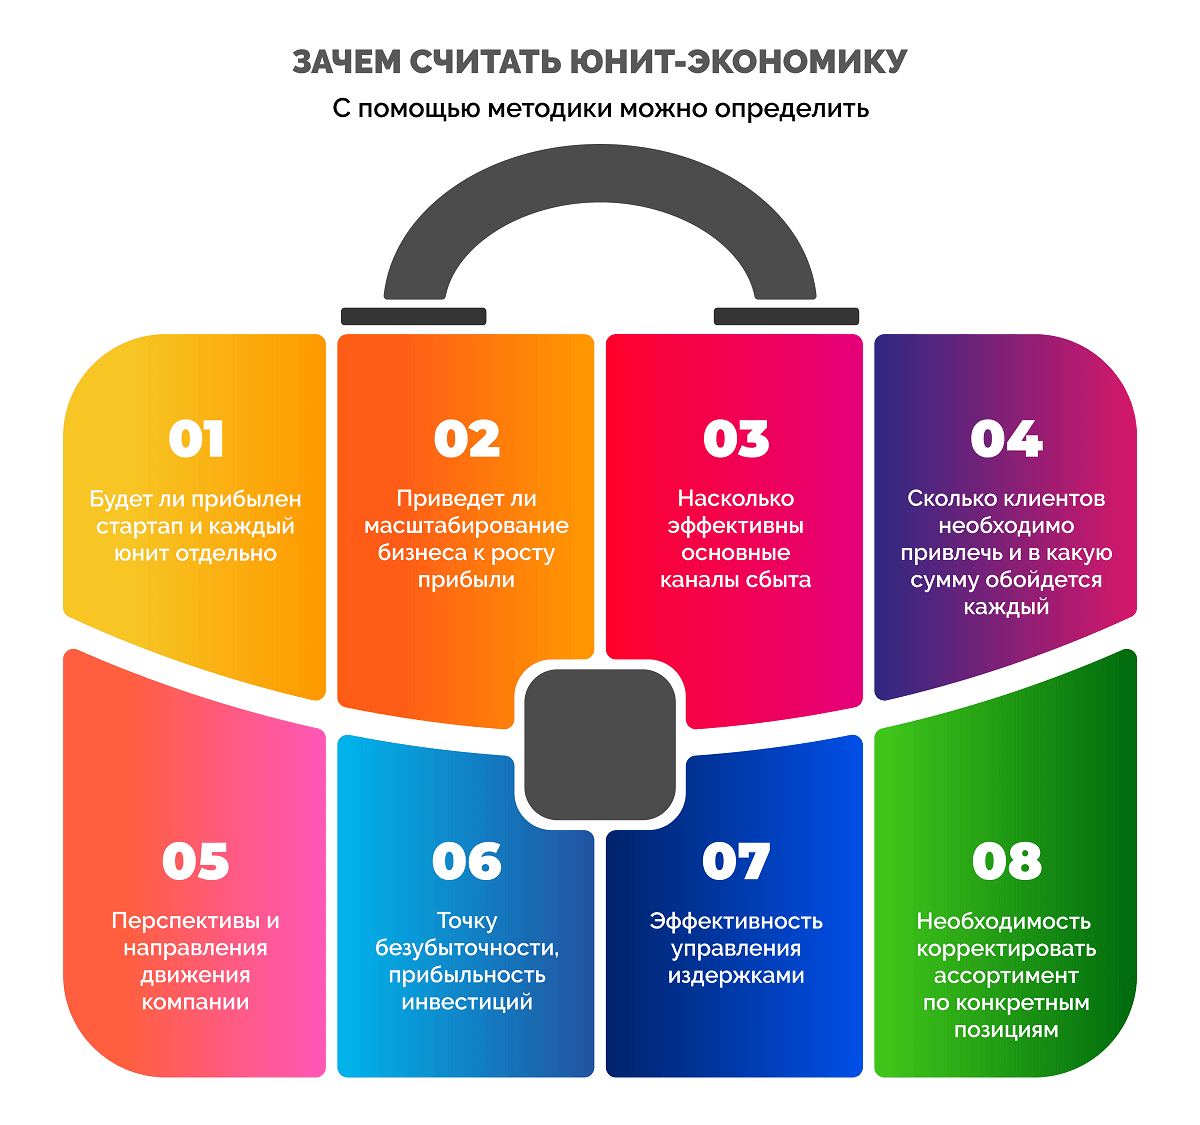 ЗАЧЕМ СЧИТАТЬ ЮНИТ-ЭКОНОМИКУ
С помощью методики можно определить
01
Будет ли прибылен
стартап и каждый
юнит отдельно
02
Приведет ли
масштабирование
бизнеса к росту
прибыли
03
Насколько
эффективны
основные
каналы сбыта
04
Сколько клиентов
необходимо
привлечь и в какую
сумму обойдется
каждый
05
Перспективы и
направления
движения
компании
06
Точку
безубыточности,
прибыльность
инвестиций
07
Эффективность
управления
издержками
08
Необходимость
корректировать
ассортимент
по конкретным
позициям